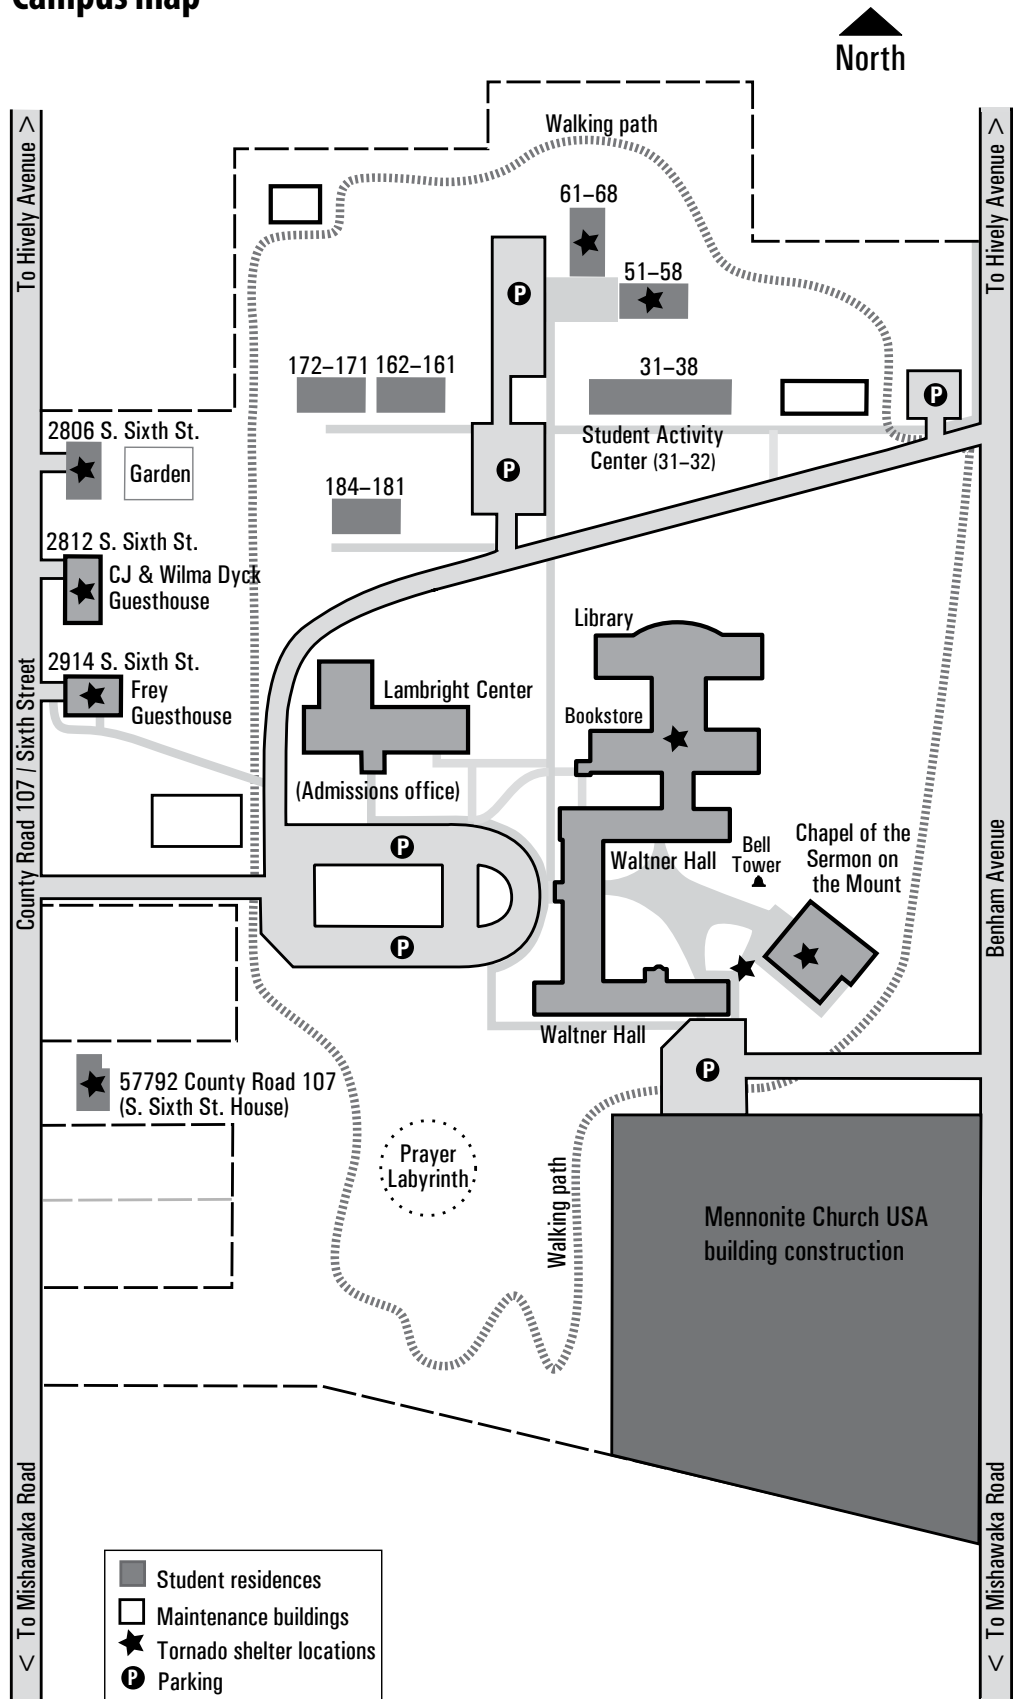 Campus map
North
Walking path
To Hively Avenue >
To Hively Avenue >
61–68
51–58
P
172–171 162–161
31–38
P
2806 S. Sixth St.
Garden
Student Activity
Center (31–32)
P
184–181
2812 S. Sixth St.
CJ & Wilma Dyck
Guesthouse
Library
2914 S. Sixth St.
Frey
Guesthouse
Lambright Center
Bookstore
(Admissions office)
County Road 107 / Sixth Street
P
Waltner Hall
Bell
Tower
Chapel of the
Sermon on
the Mount
Benham Avenue
P
Waltner Hall
P
57792 County Road 107
(S. Sixth St. House)
Prayer
Labyrinth
Walking path
Mennonite Church USA
building construction
< To Mishawaka Road
< To Mishawaka Road
Student residences
Maintenance buildings
Tornado shelter locations
P Parking